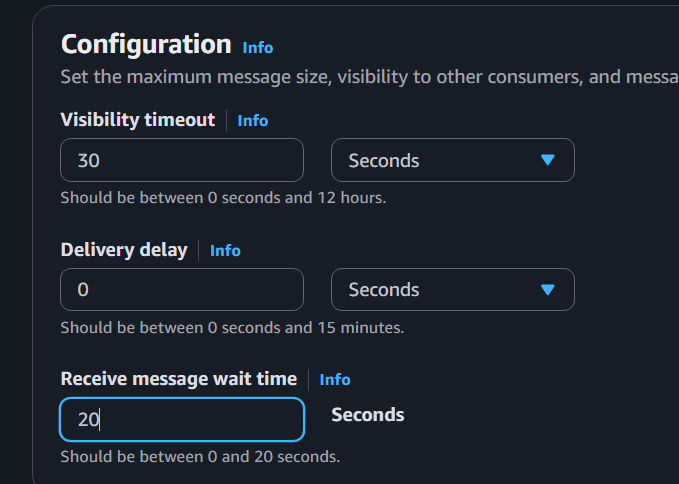 Configuration Info
Set the maximum message size, visibility to other consumers, and messa
Visibility timeout Info
30 Seconds
Should be between 0 seconds and 12 hours.
Delivery delay Info
0 Seconds
Should be between 0 seconds and 15 minutes.
Receive message wait time Info
20 Seconds
Should be between 0 and 20 seconds.